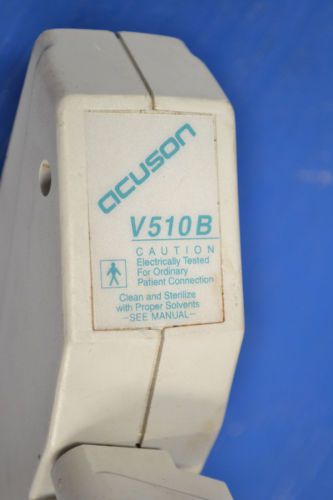 acuson
V510B
CAUTION
Electrically Tested
For Ordinary
Patient Connection
Clean and Sterilize
with Proper Solvents
-SEE MANUAL-